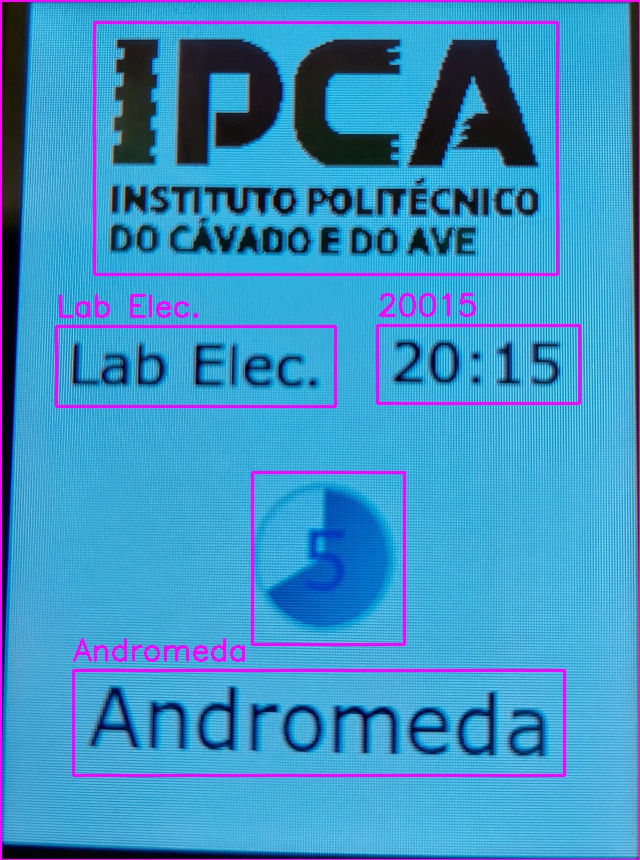 IPCA
INSTITUTO POLITÉCNICO
DO CÁVADO E DO AVE
Lab Elec. 20015
Lab Elec. 20:15
5
Andromeda
Andromeda